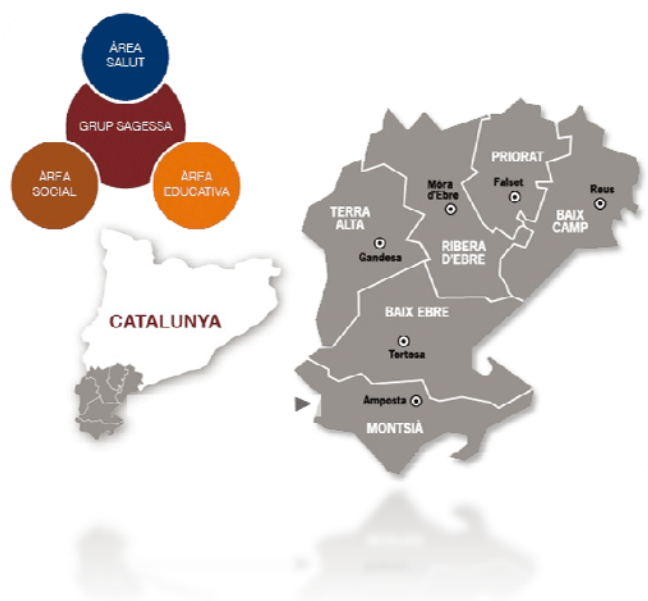 ÀREA
SALUT
GRUP SAGESSA
ÀREA
SOCIAL
ÀREA
EDUCATIVA
CATALUNYA
PRIORAT
Falset
Móra
d'Ebre
Reus
TERRA
ALTA
BAIX
CAMP
Gandesa
RIBERA
D'EBRE
BAIX EBRE
Tortosa
Amposta
MONTSIÀ